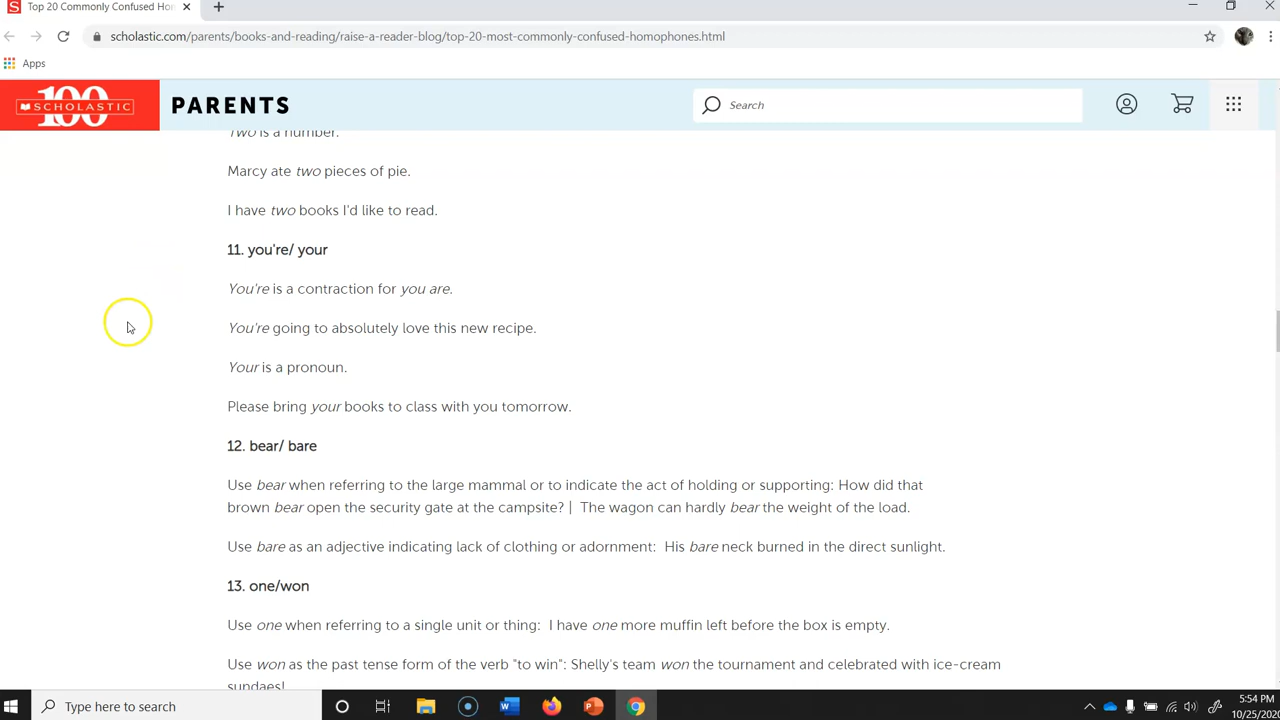 Top 20 Commonly Confused Hon
scholastic.com/parents/books-and-reading/raise-a-reader-blog/top-20-most-commonly-confused-homophones.html
Apps
100
SCHOLASTIC
PARENTS
Search
Two is a number.
Marcy ate two pieces of pie.
I have two books I'd like to read.
11. you're/ your
You're is a contraction for you are.
You're going to absolutely love this new recipe.
Your is a pronoun.
Please bring your books to class with you tomorrow.
12. bear/ bare
Use bear when referring to the large mammal or to indicate the act of holding or supporting: How did that
brown bear open the security gate at the campsite? | The wagon can hardly bear the weight of the load.
Use bare as an adjective indicating lack of clothing or adornment: His bare neck burned in the direct sunlight.
13. one/won
Use one when referring to a single unit or thing: I have one more muffin left before the box is empty.
Use won as the past tense form of the verb "to win": Shelly's team won the tournament and celebrated with ice-cream
sundaes!
Type here to search
5:54 PM
10/25/202